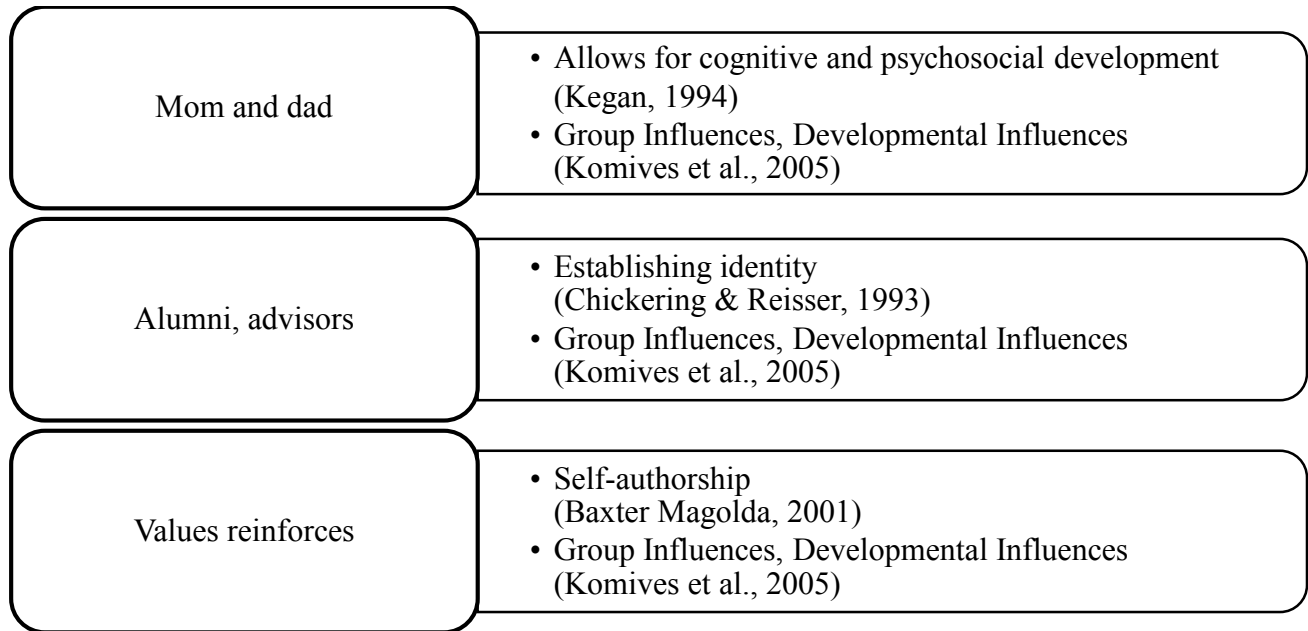 Mom and dad
• Allows for cognitive and psychosocial development
(Kegan, 1994)
• Group Influences, Developmental Influences
(Komives et al., 2005)
Alumni, advisors
• Establishing identity
(Chickering & Reisser, 1993)
• Group Influences, Developmental Influences
(Komives et al., 2005)
Values reinforces
• Self-authorship
(Baxter Magolda, 2001)
• Group Influences, Developmental Influences
(Komives et al., 2005)